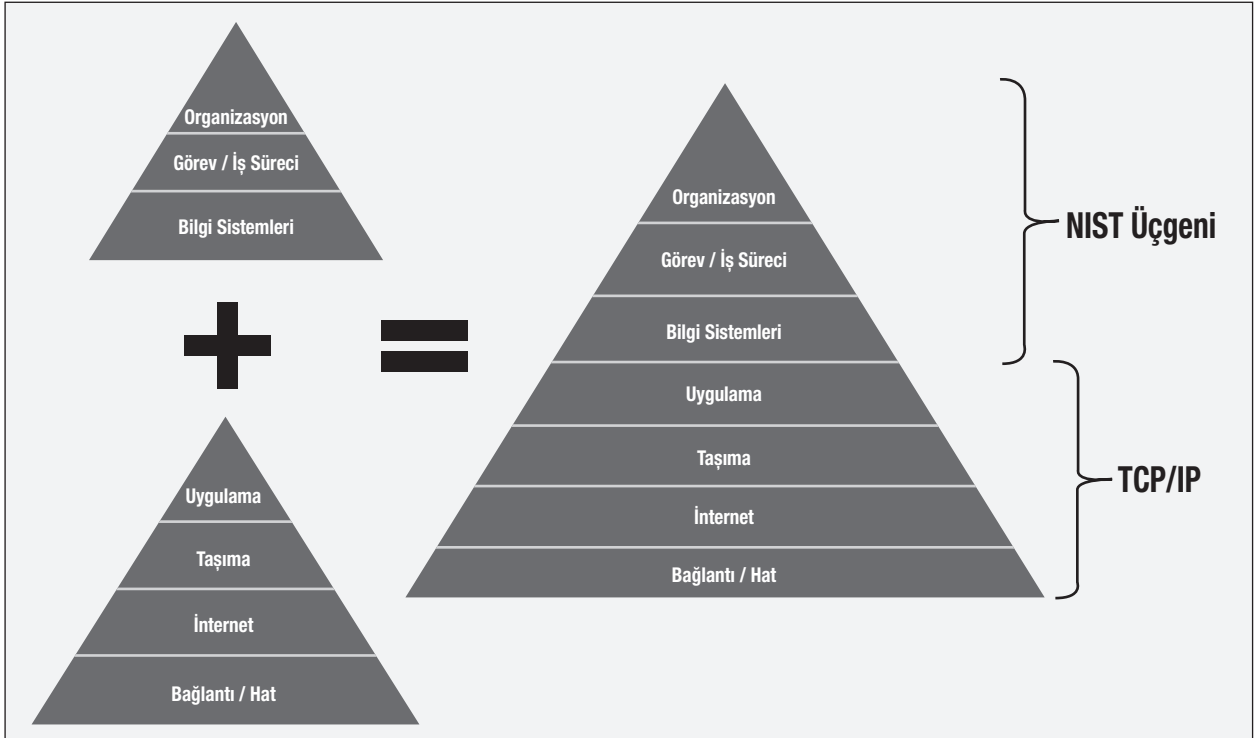 Organizasyon
Görev / İş Süreci
Bilgi Sistemleri
Uygulama
Taşıma
İnternet
Bağlantı / Hat
Organizasyon
Görev / İş Süreci
Bilgi Sistemleri
Uygulama
Taşıma
İnternet
Bağlantı / Hat
NIST Üçgeni
TCP/IP